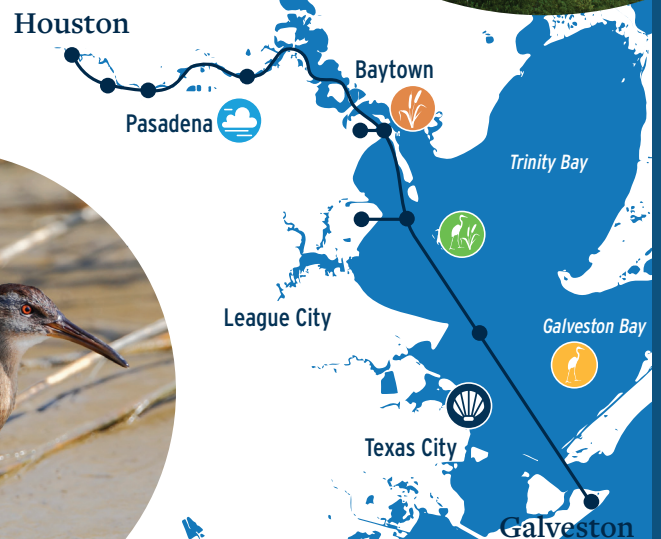 Houston
Baytown
Pasadena
Trinity Bay
League City
Galveston Bay
Texas City
Galveston